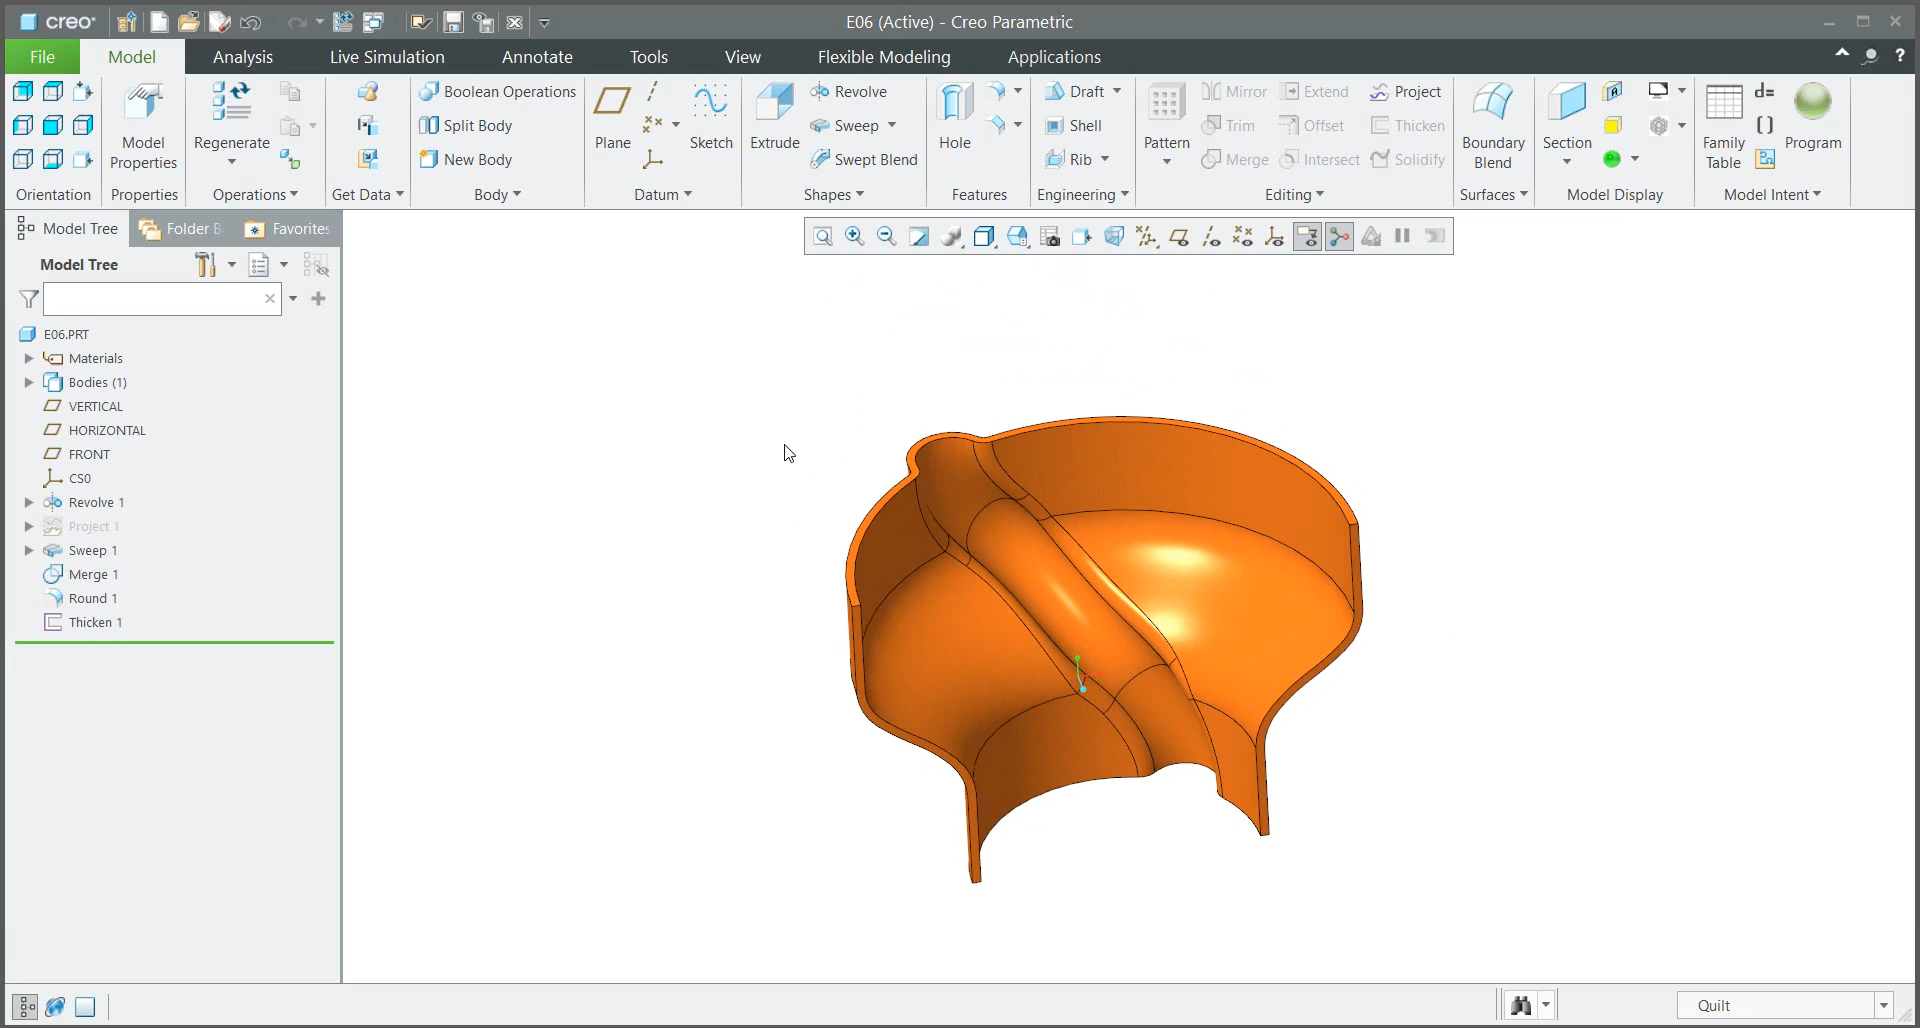 creo® E06 (Active) - Creo Parametric
File Model Analysis Live Simulation Annotate Tools View Flexible Modeling Applications ?
Model Properties
Regenerate
Boolean Operations
Split Body
New Body
Plane
Sketch
Extrude
Revolve
Sweep
Swept Blend
Hole
Draft
Shell
Rib
Pattern
Mirror Extend Project
Trim Offset Thicken
Merge Intersect Solidify
Boundary Blend
Section
Family Table
d=
[ ]
Program
Orientation Properties Operations Get Data Body Datum Shapes Features Engineering Editing Surfaces Model Display Model Intent
Model Tree Folder B Favorites
Model Tree
E06.PRT
Materials
Bodies (1)
VERTICAL
HORIZONTAL
FRONT
CS0
Revolve 1
Project 1
Sweep 1
Merge 1
Round 1
Thicken 1
Quilt